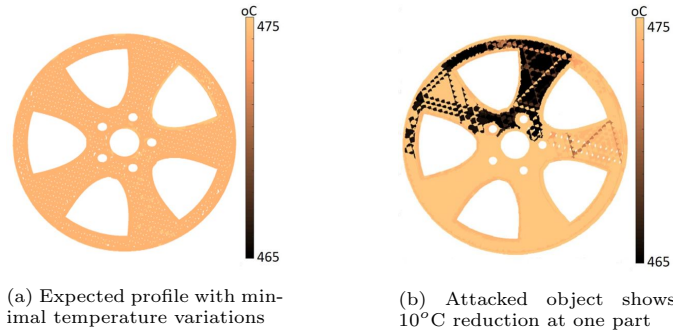 oC
475
465
(a) Expected profile with min-
imal temperature variations
oC
475
465
(b) Attacked object shows
10°C reduction at one part